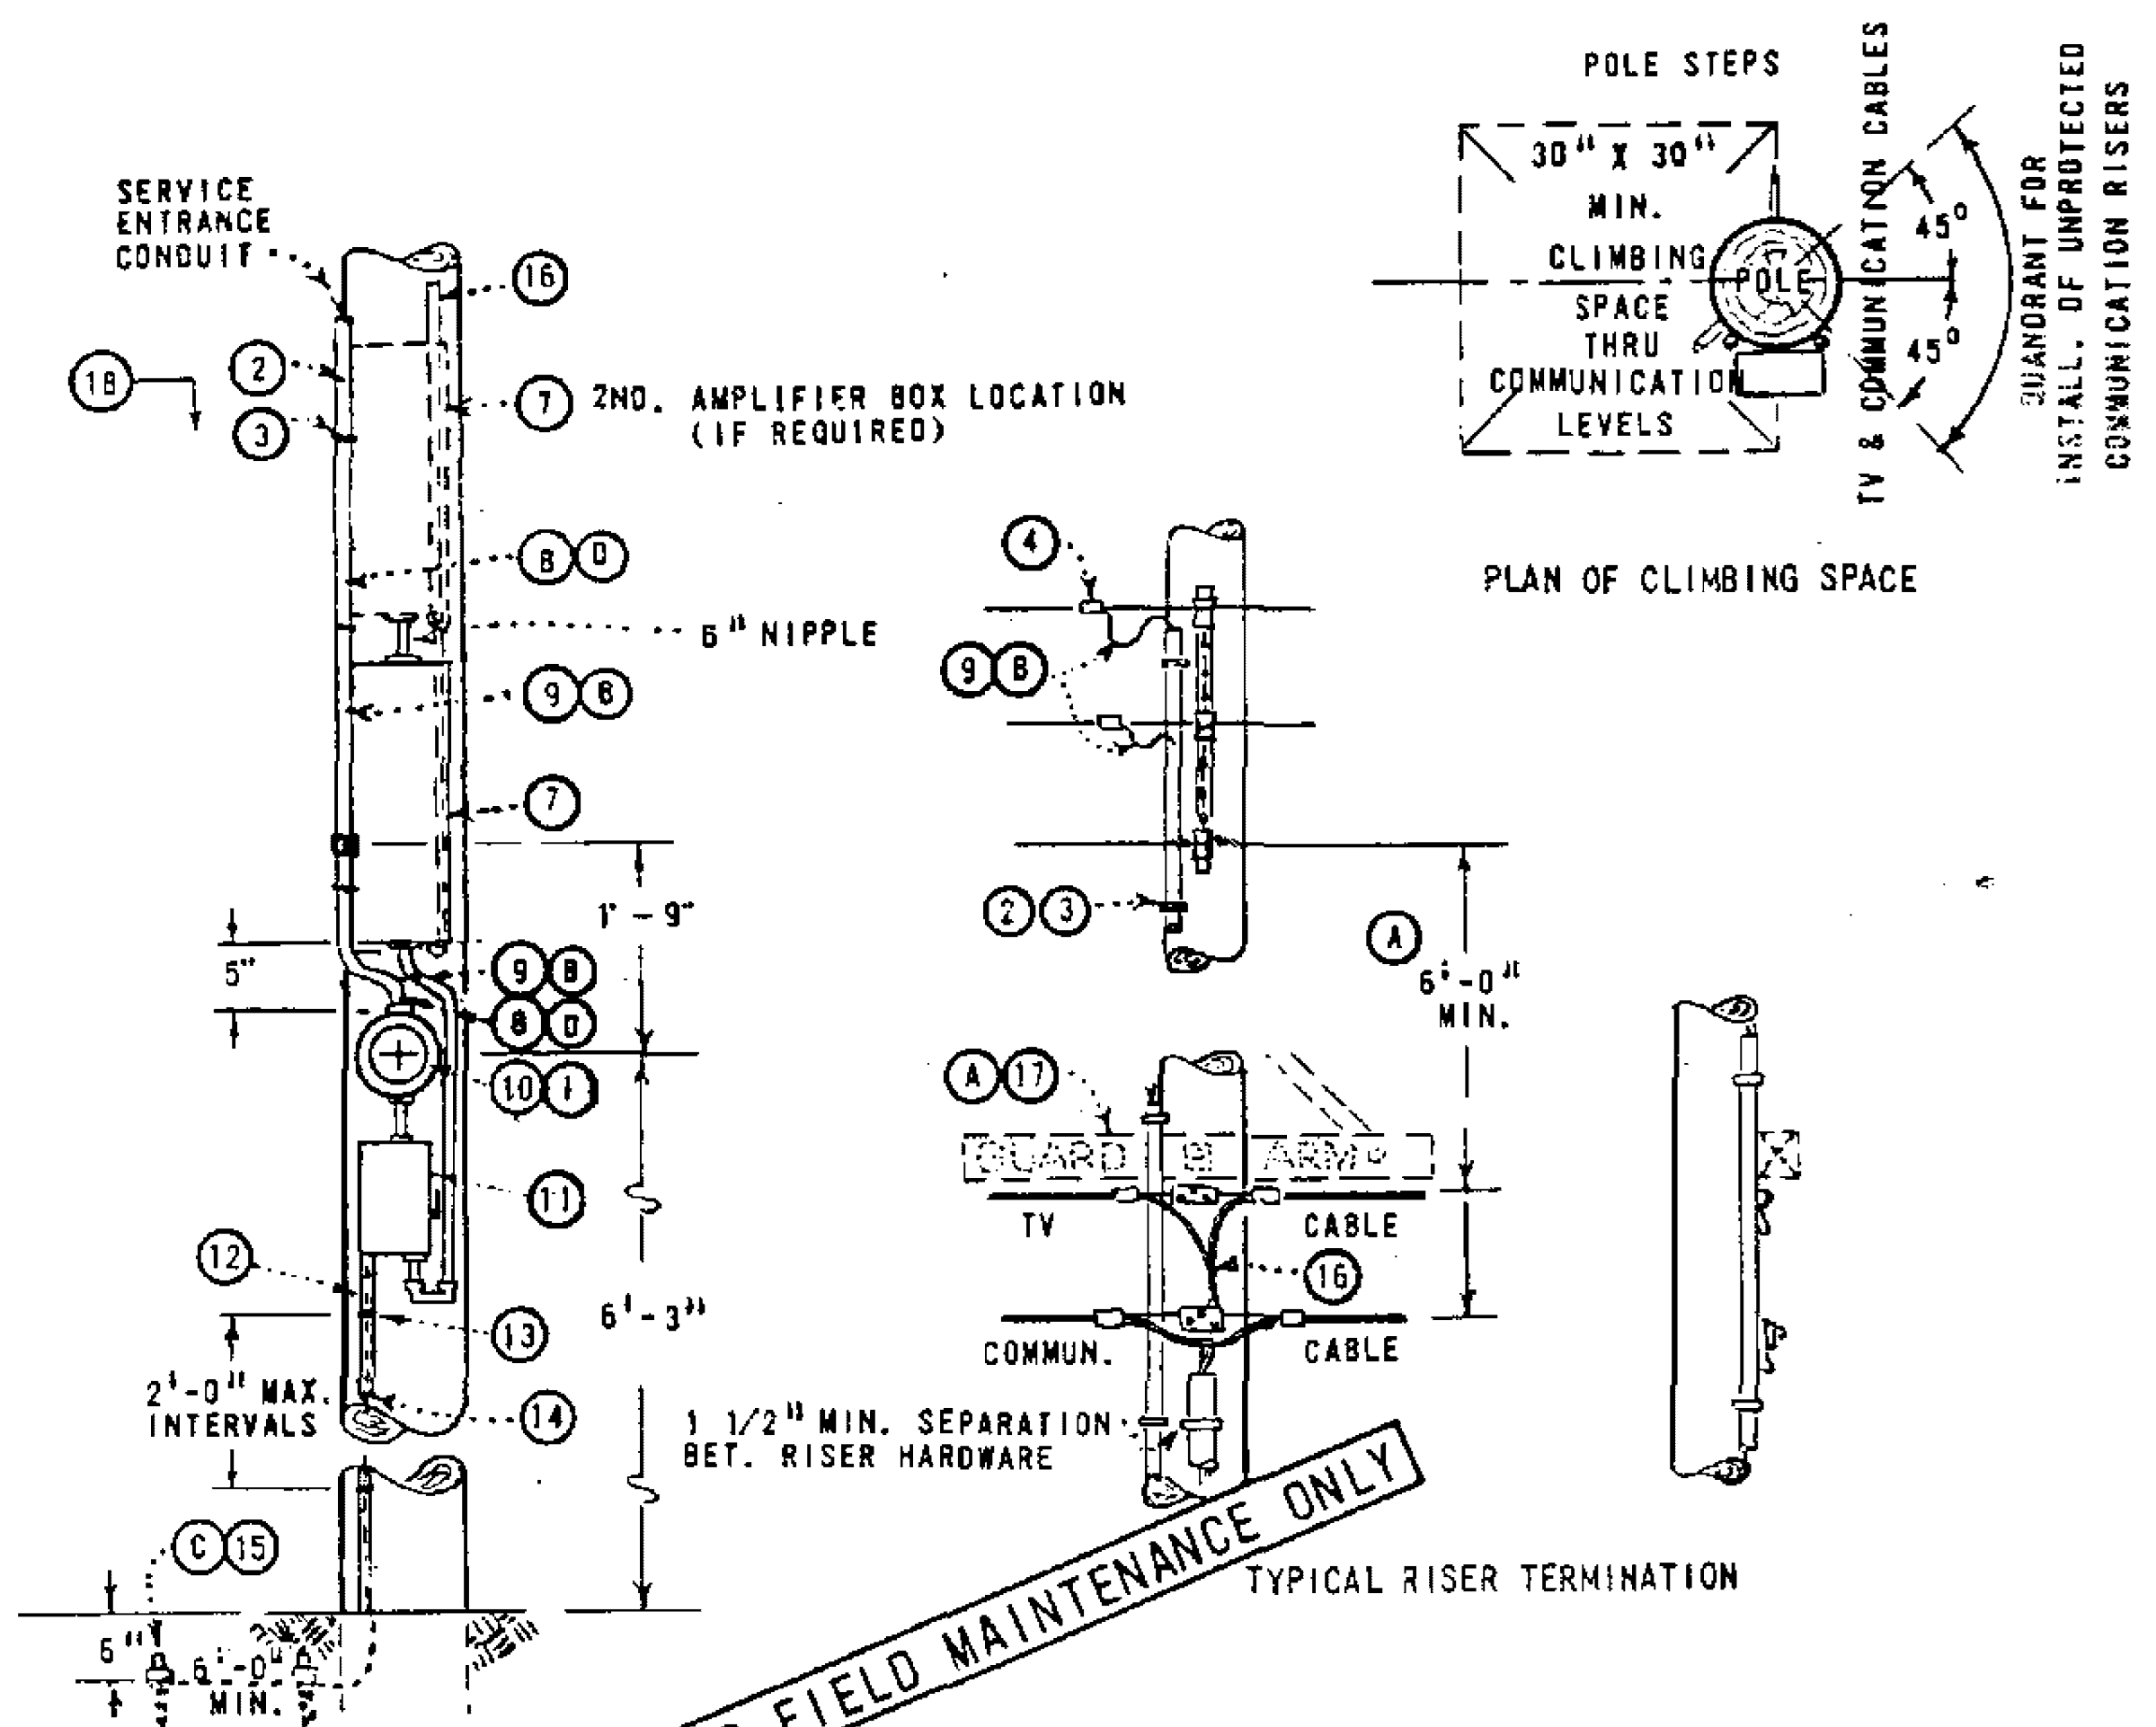 POLE STEPS
30" X 30"
MIN.
CLIMBING
SPACE
THRU
COMMUNICATION
LEVELS
POLE
TV & COMMUNICATION CABLES
45°
45°
QUANDRANT FOR
INSTALL. OF UNPROTECTED
COMMUNICATION RISERS
PLAN OF CLIMBING SPACE
SERVICE
ENTRANCE
CONDUIT
16
18
2
3
7
2ND. AMPLIFIER BOX LOCATION
(IF REQUIRED)
8 D
6" NIPPLE
9 B
7
1' - 9"
5"
9 B
8 D
10
11
12
13
6' - 3"
2'-0" MAX.
INTERVALS
14
C 15
6"
6'-0"
MIN.
4
9 B
2 3
A
6'-0"
MIN.
A 17
GUARD ARM
TV CABLE
16
COMMUN. CABLE
1 1/2" MIN. SEPARATION
BET. RISER HARDWARE
TYPICAL RISER TERMINATION
FIELD MAINTENANCE ONLY